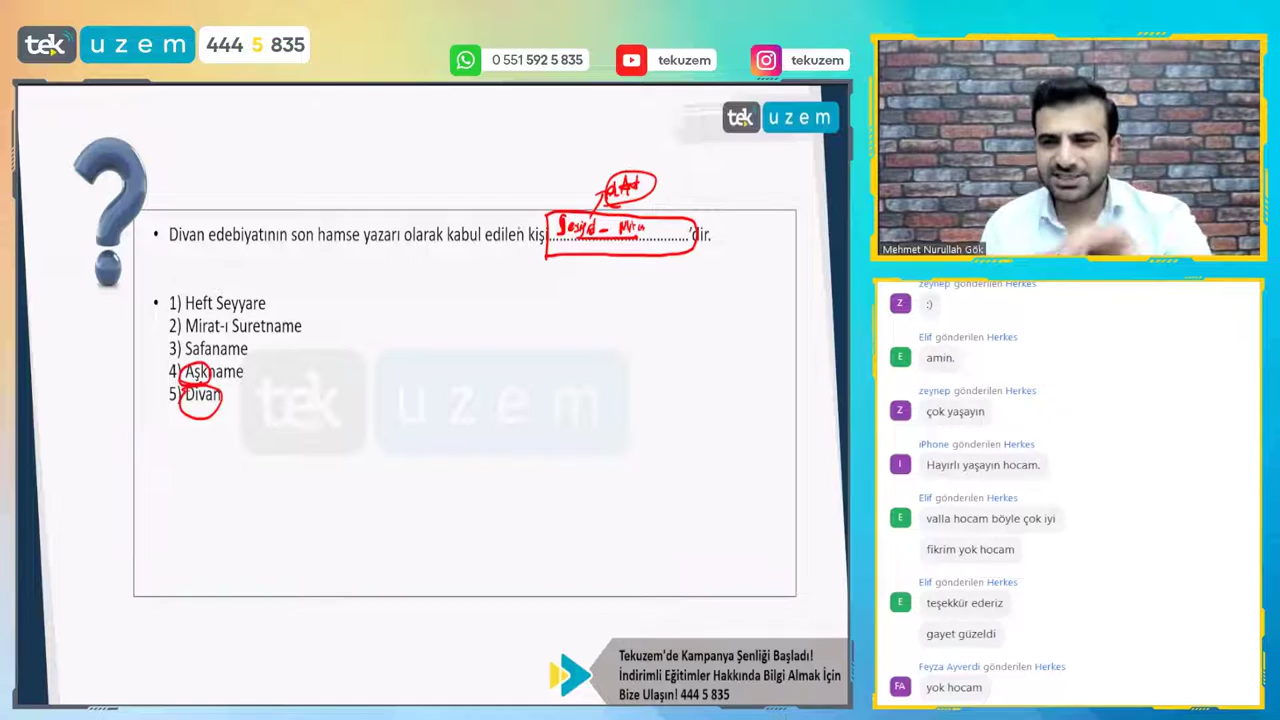 tek uzem 444 5 835
0 551 592 5 835 tekuzem tekuzem
tek uzem
• Divan edebiyatının son hamse yazarı olarak kabul edilen kişi ................'dir.
• 1) Heft Seyyare
2) Mirat-ı Suretname
3) Safaname
4) Aşkname
5) Divan
tek uzem
Tekuzem'de Kampanya Şenliği Başladı!
İndirimli Eğitimler Hakkında Bilgi Almak İçin
Bize Ulaşın! 444 5 835
Mehmet Nurullah Gök
zeynep gönderilen Herkes
Z :)
Elif gönderilen Herkes
E amin.
zeynep gönderilen Herkes
Z çok yaşayın
iPhone gönderilen Herkes
I Hayırlı yaşayın hocam.
Elif gönderilen Herkes
E valla hocam böyle çok iyi
fikrim yok hocam
Elif gönderilen Herkes
E teşekkür ederiz
gayet güzeldi
Feyza Ayverdi gönderilen Herkes
FA yok hocam